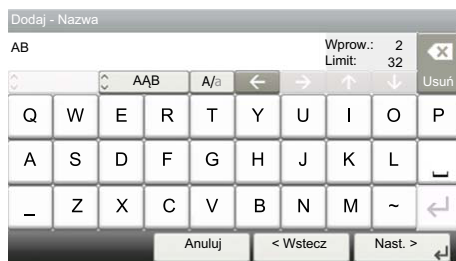 Dodaj - Nazwa
AB
Wprow.: 2
Limit: 32
AĄB A/a Usuń
Q W E R T Y U I O P
A S D F G H J K L
_ Z X C V B N M ~
Anuluj < Wstecz Nast. >